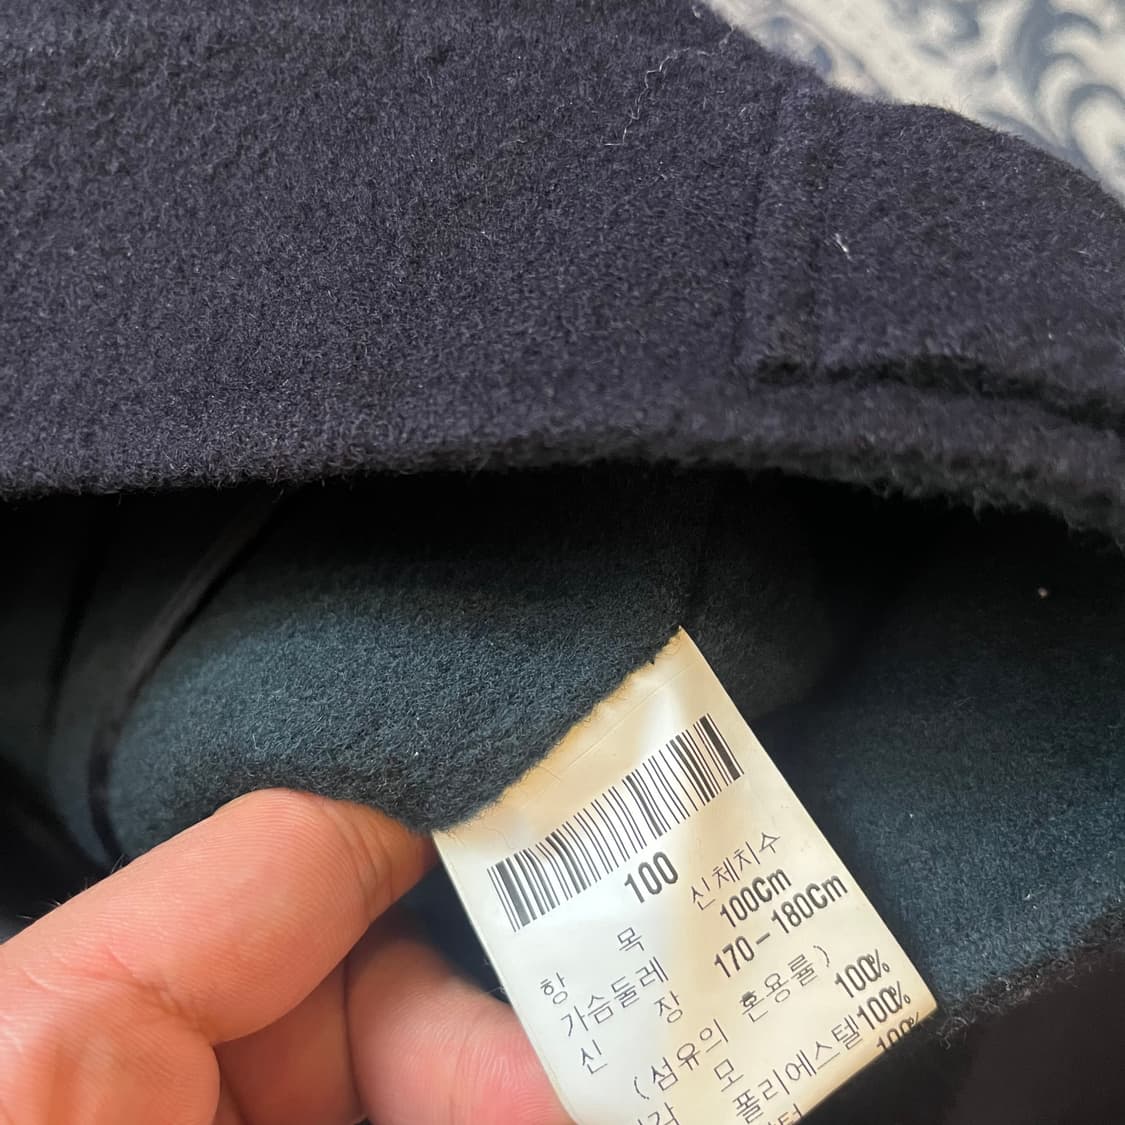 100
항 목 신체치수
가슴둘레 100Cm
신 장 170-180Cm
(섬유의 혼용률)
모 100%
폴리에스텔100%
100%